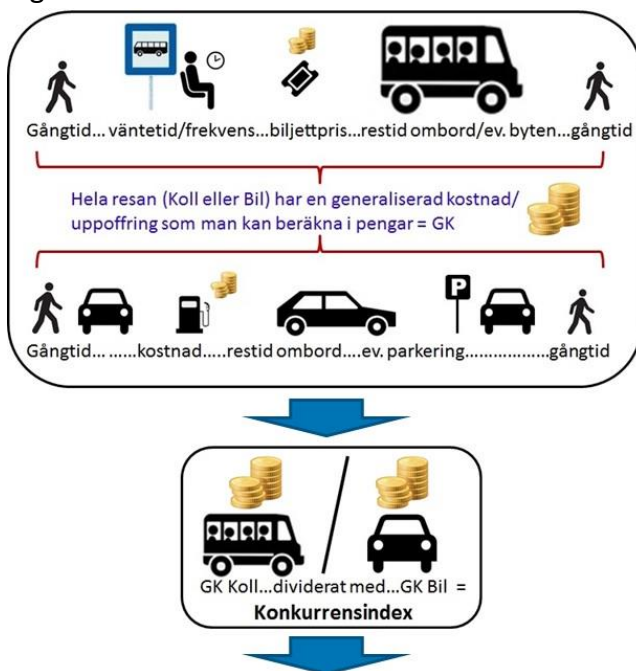 Gångtid... väntetid/frekvens...biljettpris...restid ombord/ev. byten...gångtid
Hela resan (Koll eller Bil) har en generaliserad kostnad/
uppoffring som man kan beräkna i pengar = GK
P
Gångtid... ......kostnad.....restid ombord....ev. parkering..................gångtid
GK Koll...dividerat med...GK Bil =
Konkurrensindex